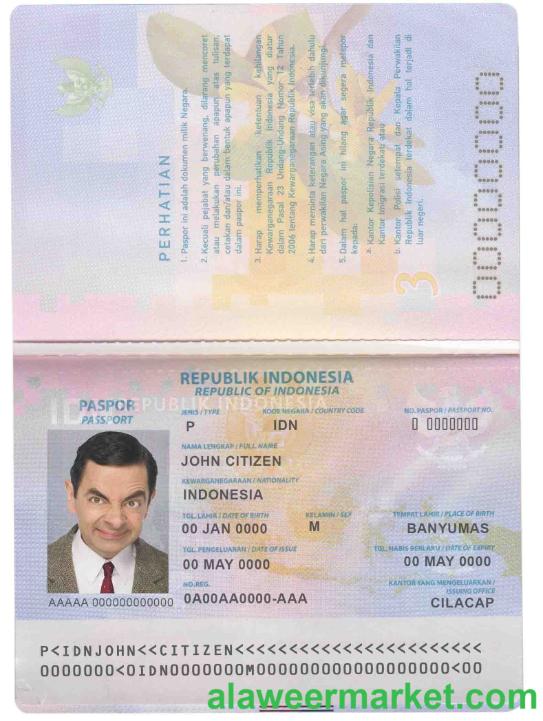 PERHATIAN
1. Paspor ini adalah dokumen milik Negara.
2. Kecuali pejabat yang berwenang, dilarang mencoret
atau melakukan perubahan apapun, atas tulisan,
cetakan dan/atau dalam bentuk apapun yang terdapat
dalam paspor ini.
3. Harap memperhatikan ketentuan kehilangan
Kewarganegaraan Republik Indonesia yang diatur
dalam Pasal 23 Undang-Undang Nomor 12 Tahun
2006 tentang Kewarganegaraan Republik Indonesia.
4. Harap meminta keterangan atau visa terlebih dahulu
dari perwakilan Negara Asing yang akan dikunjungi.
5. Dalam hal paspor ini hilang agar segera melapor
kepada:
a. Kantor Kepolisian Negara Republik Indonesia dan
Kantor Imigrasi terdekat; atau
b. Kantor Polisi setempat dan Kepala Perwakilan
Republik Indonesia terdekat dalam hal terjadi di
luar negeri.
3
00000000
REPUBLIK INDONESIA
REPUBLIC OF INDONESIA
PASPOR
PASSPORT
ID REPUBLIK INDONESIA
JENIS / TYPE KODE NEGARA / COUNTRY CODE NO. PASPOR / PASSPORT NO.
P IDN 0 0000000
NAMA LENGKAP / FULL NAME
JOHN CITIZEN
KEWARGANEGARAAN / NATIONALITY
INDONESIA
TGL. LAHIR / DATE OF BIRTH KELAMIN / SEX TEMPAT LAHIR / PLACE OF BIRTH
00 JAN 0000 M BANYUMAS
TGL. PENGELUARAN / DATE OF ISSUE TGL. HABIS BERLAKU / DATE OF EXPIRY
00 MAY 0000 00 MAY 0000
NO.REG. KANTOR YANG MENGELUARKAN /
ISSUING OFFICE
0A00AA0000-AAA CILACAP
AAAAA 000000000000
P<IDNJOHN<<CITIZEN<<<<<<<<<<<<<<<<<<<<<<<<
0000000<0IDN0000000M00000000000000000000<00
alaweermarket.com